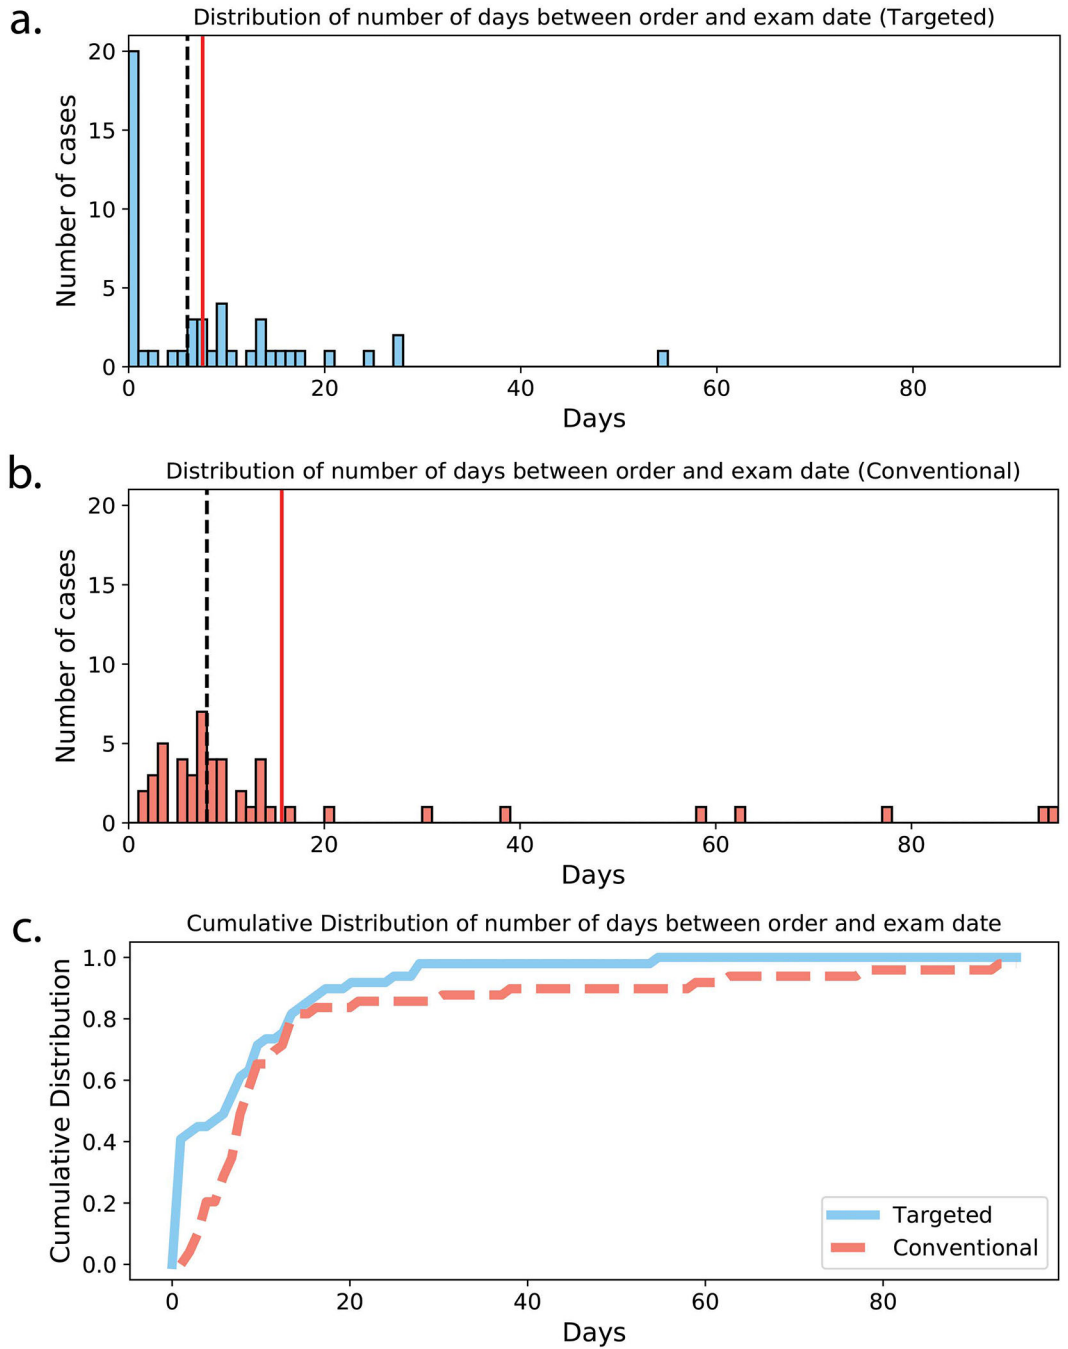 a.
Distribution of number of days between order and exam date (Targeted)
Number of cases
20
15
10
5
0
0 20 40 60 80
Days
b.
Distribution of number of days between order and exam date (Conventional)
Number of cases
20
15
10
5
0
0 20 40 60 80
Days
c.
Cumulative Distribution of number of days between order and exam date
Cumulative Distribution
1.0
0.8
0.6
0.4
0.2
0.0
Targeted
Conventional
0 20 40 60 80
Days